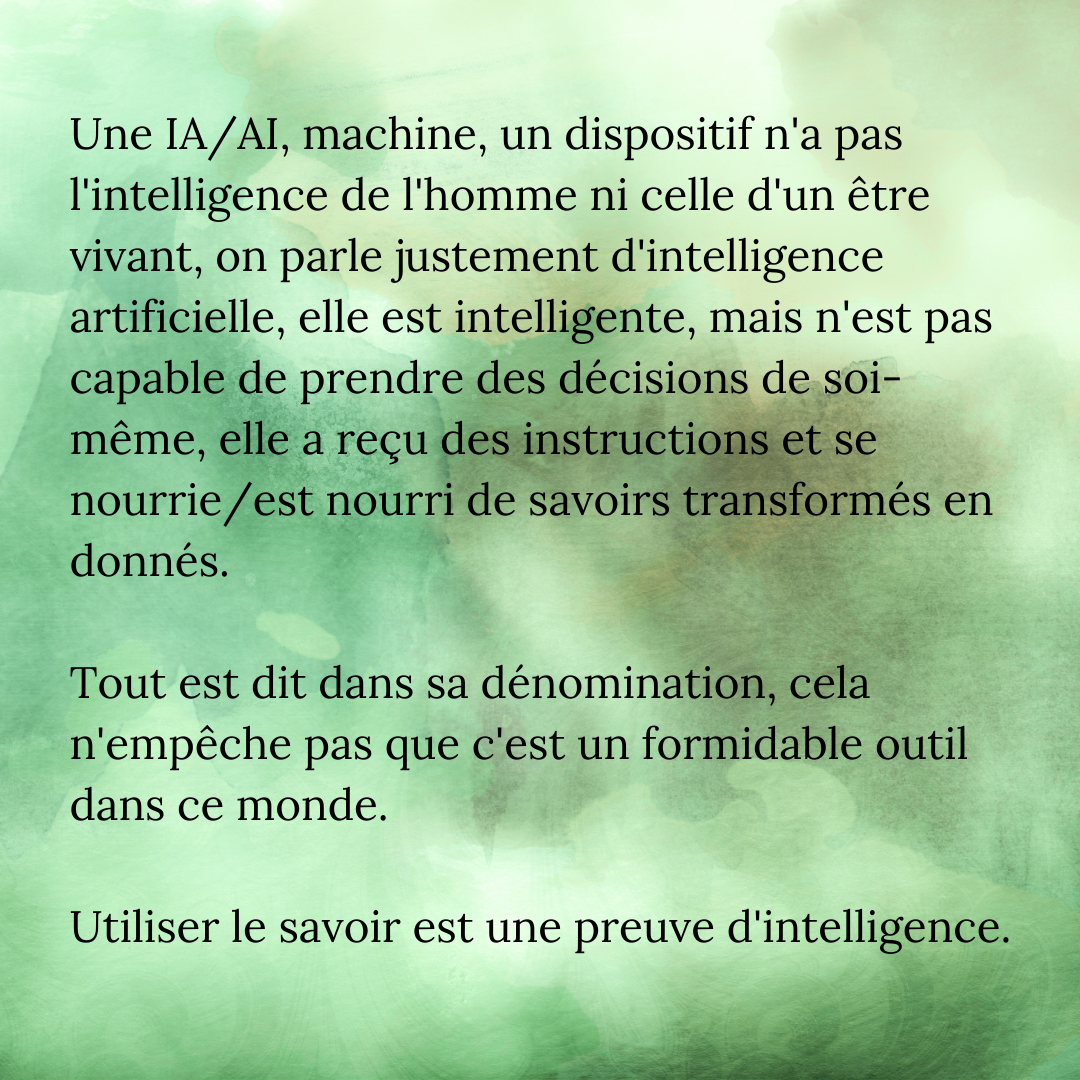 Une IA/AI, machine, un dispositif n'a pas
l'intelligence de l'homme ni celle d'un être
vivant, on parle justement d'intelligence
artificielle, elle est intelligente, mais n'est pas
capable de prendre des décisions de soi-
même, elle a reçu des instructions et se
nourrie/est nourri de savoirs transformés en
donnés.
Tout est dit dans sa dénomination, cela
n'empêche pas que c'est un formidable outil
dans ce monde.
Utiliser le savoir est une preuve d'intelligence.